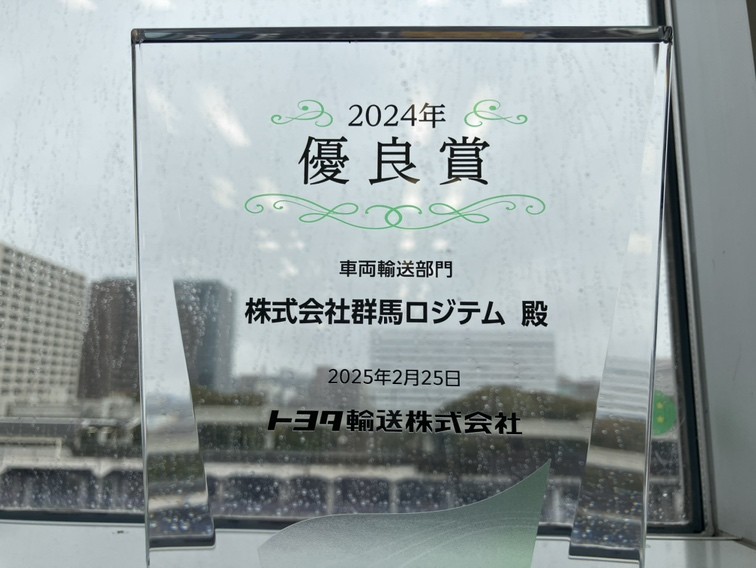 2024年
優良賞
車両輸送部門
株式会社群馬ロジテム 殿
2025年2月25日
トヨタ輸送株式会社